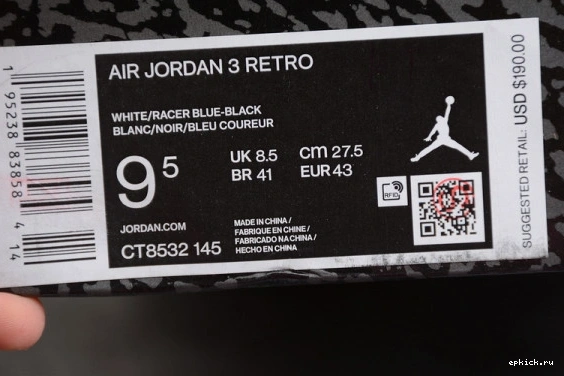 AIR JORDAN 3 RETRO
WHITE/RACER BLUE-BLACK
BLANC/NOIR/BLEU COUREUR
9 5
UK 8.5
CM 27.5
BR 41
EUR 43
RFID
JORDAN.COM
CT8532 145
MADE IN CHINA /
FABRIQUE EN CHINE /
FABRICADO NA CHINA /
HECHO EN CHINA
SUGGESTED RETAIL: USD $190.00
1 95238 83858 4 14
epkick.ru